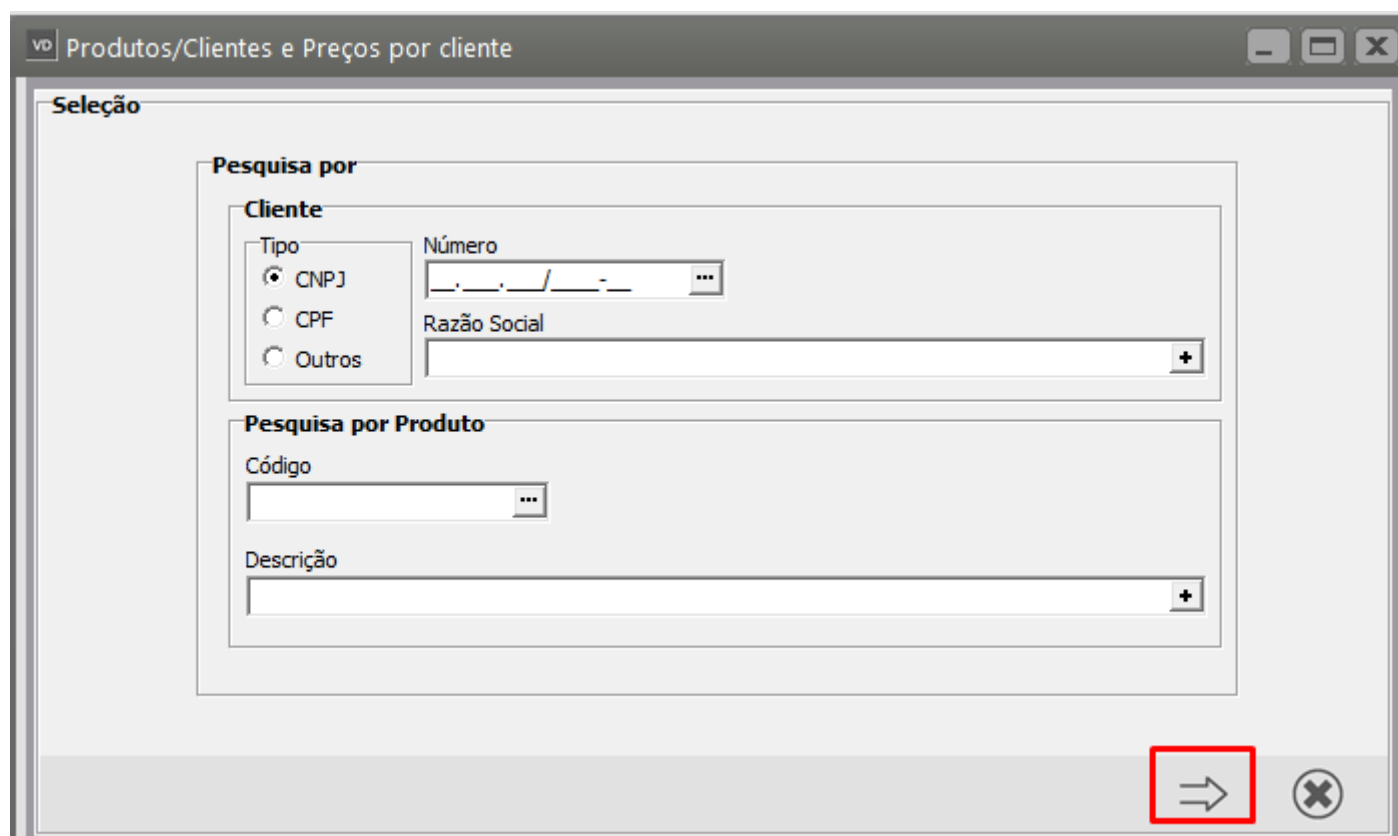 VD Produtos/Clientes e Preços por cliente
Seleção
Pesquisa por
Cliente
Tipo
CNPJ
CPF
Outros
Número
__.___.___/____-__ ...
Razão Social
+
Pesquisa por Produto
Código
...
Descrição
+